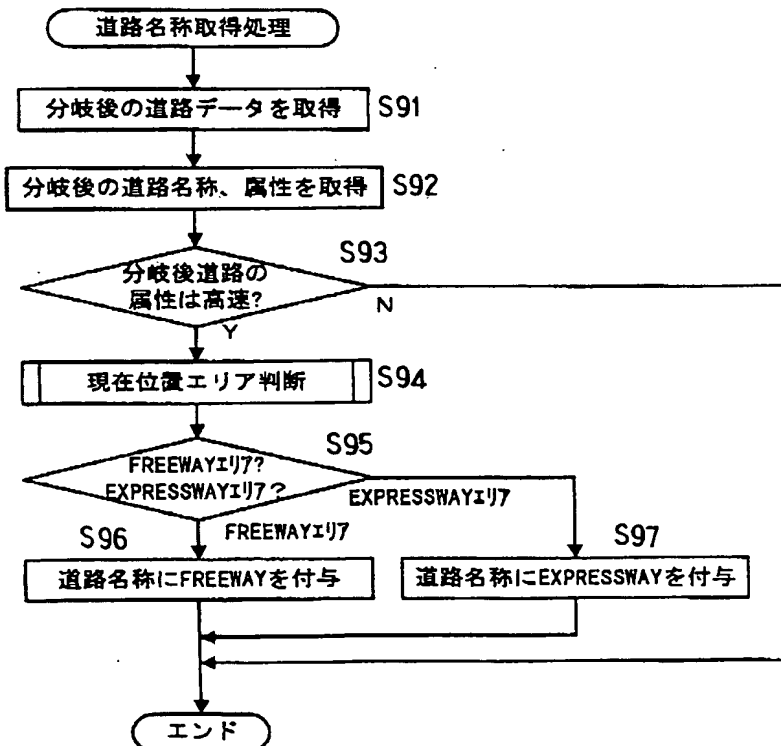 道路名称取得処理
分岐後の道路データを取得 S91
分岐後の道路名称、属性を取得 S92
S93
分岐後道路の
属性は高速?
N
Y
現在位置エリア判断 S94
S95
FREEWAYエリア?
EXPRESSWAYエリア?
EXPRESSWAYエリア
FREEWAYエリア
S96
S97
道路名称にFREEWAYを付与
道路名称にEXPRESSWAYを付与
エンド